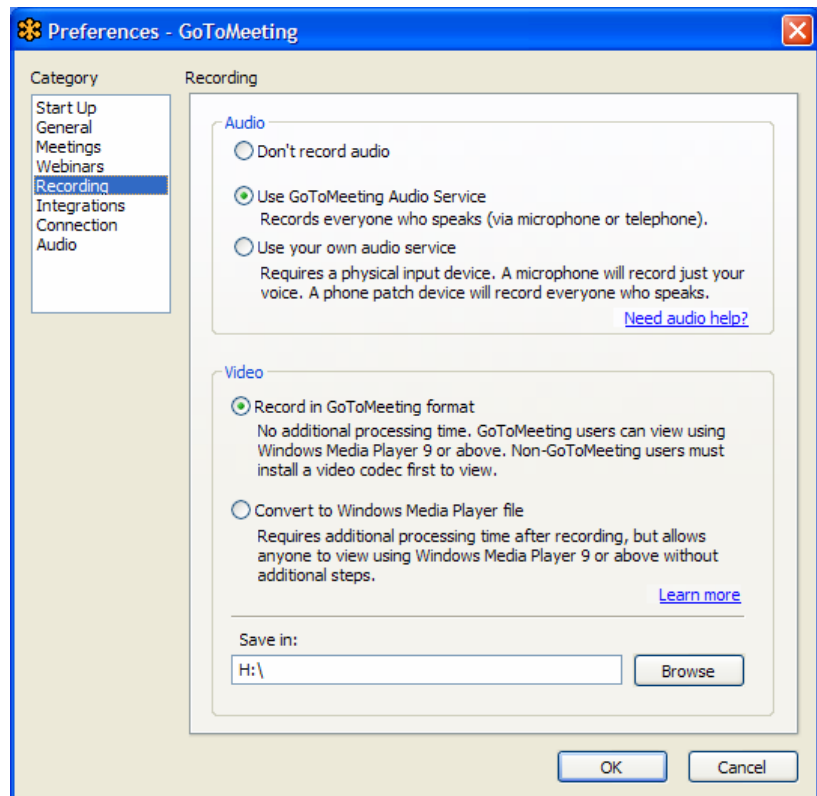 Preferences - GoToMeeting
Category
Recording
Start Up
General
Meetings
Webinars
Recording
Integrations
Connection
Audio
Audio
Don't record audio
Use GoToMeeting Audio Service
Records everyone who speaks (via microphone or telephone).
Use your own audio service
Requires a physical input device. A microphone will record just your
voice. A phone patch device will record everyone who speaks.
Need audio help?
Video
Record in GoToMeeting format
No additional processing time. GoToMeeting users can view using
Windows Media Player 9 or above. Non-GoToMeeting users must
install a video codec first to view.
Convert to Windows Media Player file
Requires additional processing time after recording, but allows
anyone to view using Windows Media Player 9 or above without
additional steps.
Learn more
Save in:
H:\
Browse
OK
Cancel